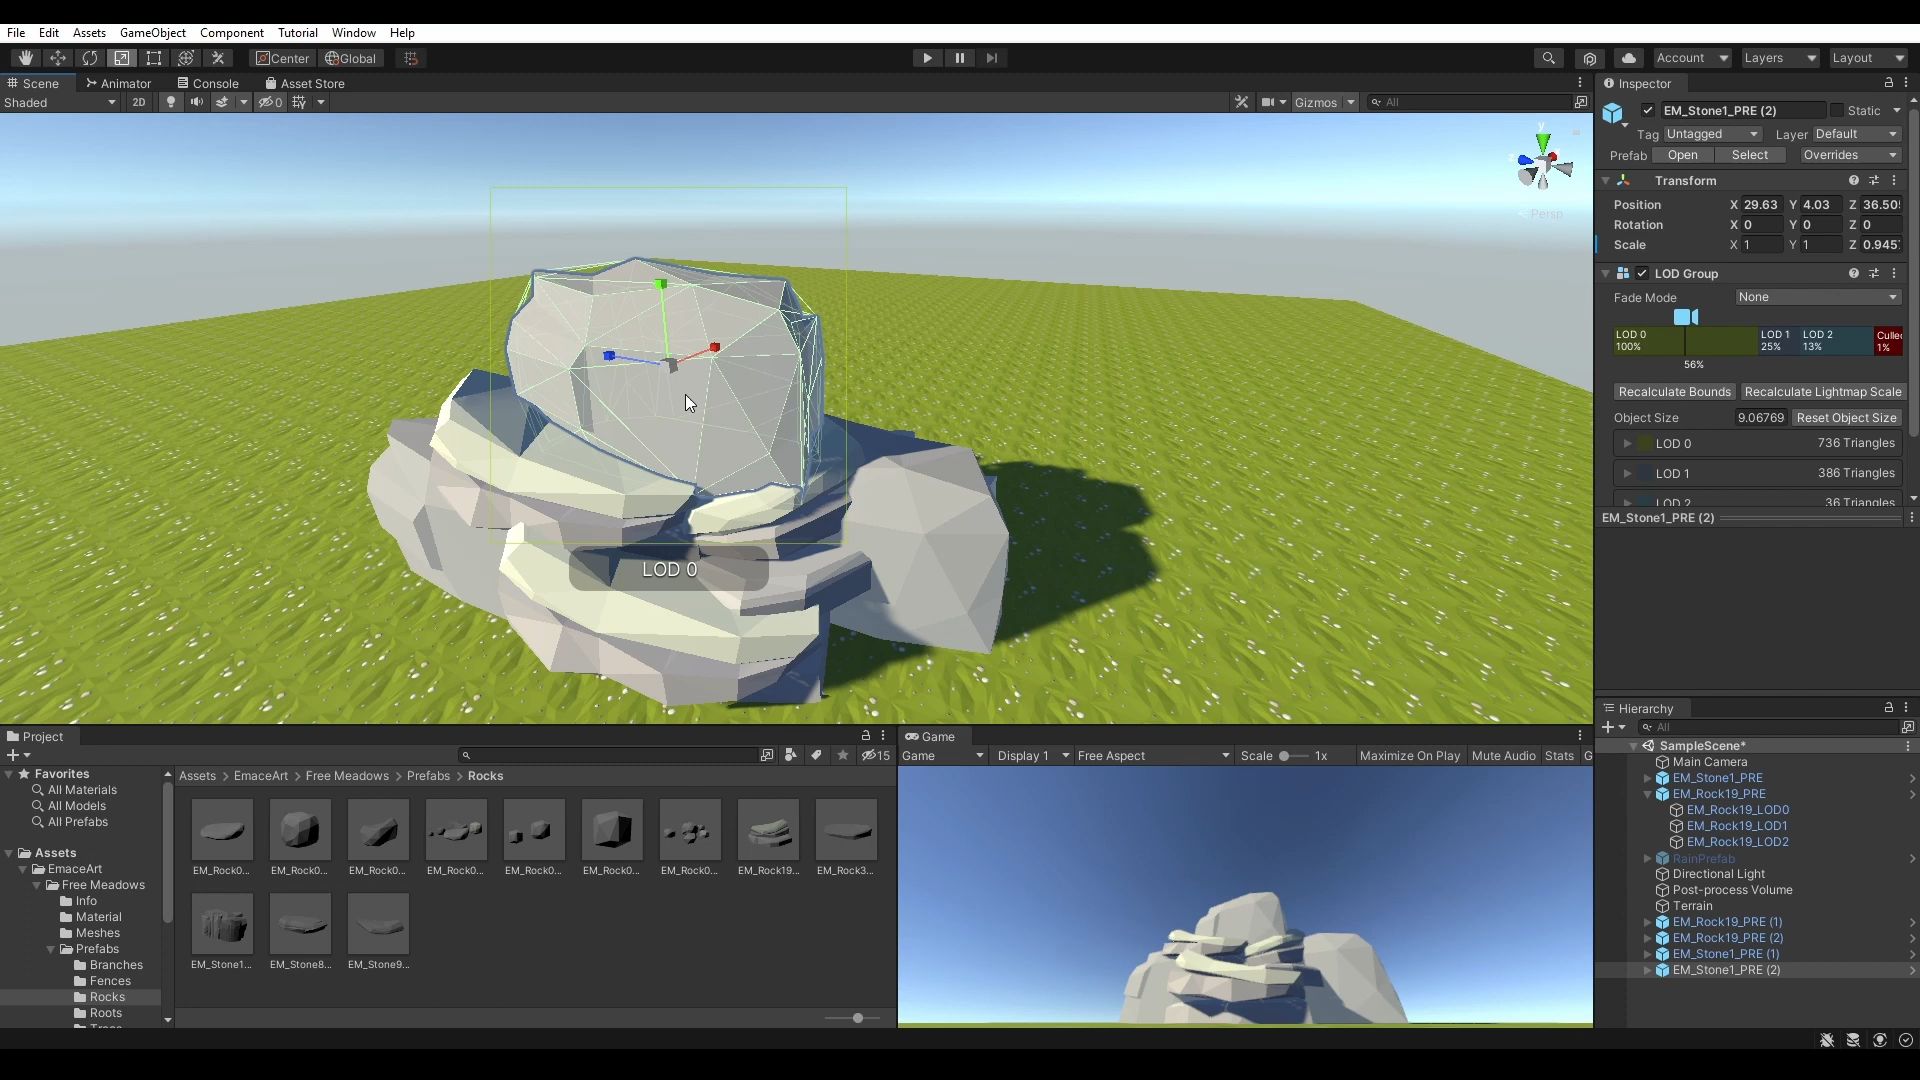 File Edit Assets GameObject Component Tutorial Window Help
Center Global
Account Layers Layout
Scene Animator Console Asset Store
Shaded 2D 0 Gizmos All
Inspector
EM_Stone1_PRE (2) Static
Tag Untagged Layer Default
Prefab Open Select Overrides
Transform
Position X 29.63 Y 4.03 Z 36.50
Rotation X 0 Y 0 Z 0
Scale X 1 Y 1 Z 0.945
LOD Group
Fade Mode None
LOD 0 LOD 1 LOD 2 Culle
100% 25% 13% 1%
56%
Recalculate Bounds Recalculate Lightmap Scale
Object Size 9.06769 Reset Object Size
LOD 0 736 Triangles
LOD 1 386 Triangles
LOD 2 36 Triangles
EM_Stone1_PRE (2)
y
Persp
LOD 0
Project
15
Favorites
All Materials
All Models
All Prefabs
Assets
EmaceArt
Free Meadows
Info
Material
Meshes
Prefabs
Branches
Fences
Rocks
Roots
Assets > EmaceArt > Free Meadows > Prefabs > Rocks
EM_Rock0... EM_Rock0... EM_Rock0... EM_Rock0... EM_Rock0... EM_Rock0... EM_Rock0... EM_Rock19... EM_Rock3...
EM_Stone1... EM_Stone8... EM_Stone9...
Game
Game Display 1 Free Aspect Scale 1x Maximize On Play Mute Audio Stats G
Hierarchy
All
SampleScene*
Main Camera
EM_Stone1_PRE
EM_Rock19_PRE
EM_Rock19_LOD0
EM_Rock19_LOD1
EM_Rock19_LOD2
RainPrefab
Directional Light
Post-process Volume
Terrain
EM_Rock19_PRE (1)
EM_Rock19_PRE (2)
EM_Stone1_PRE (1)
EM_Stone1_PRE (2)